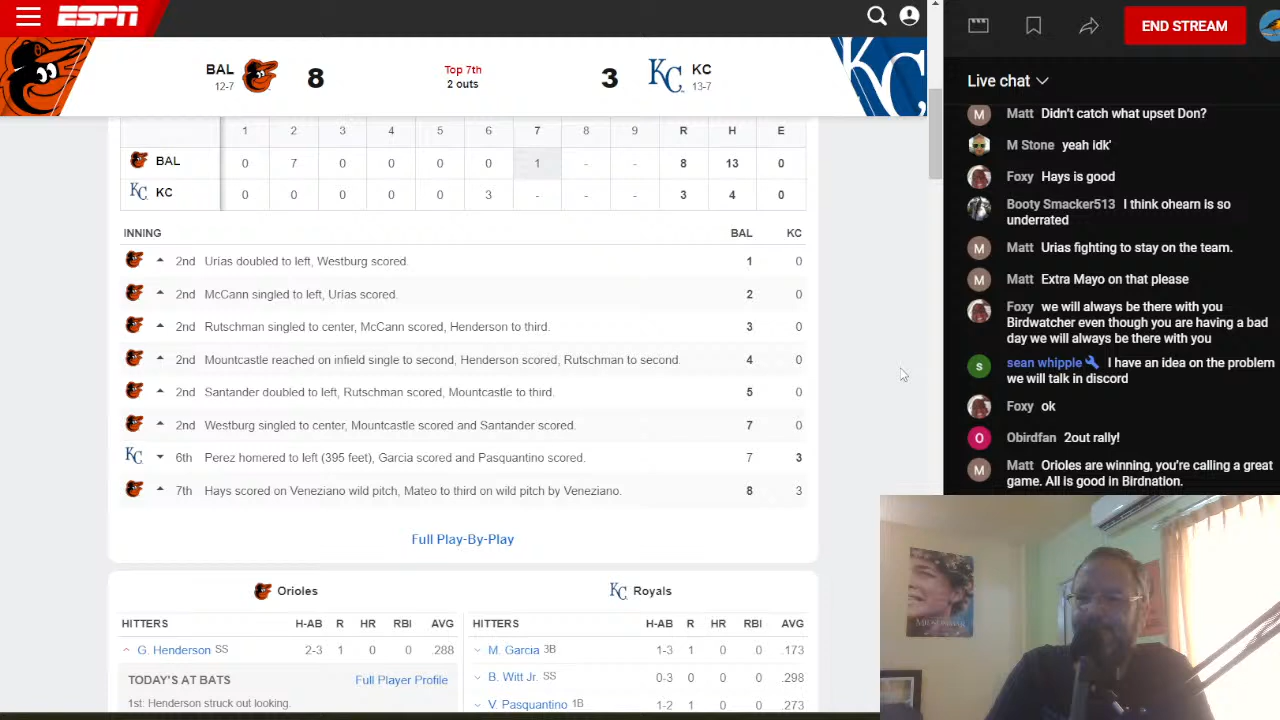 ESPN
END STREAM
BAL
12-7
8
Top 7th
2 outs
3
KC
13-7
Live chat
1 2 3 4 5 6 7 8 9 R H E
BAL 0 7 0 0 0 0 1 - - 8 13 0
KC 0 0 0 0 0 3 - - - 3 4 0
INNING BAL KC
2nd Urías doubled to left, Westburg scored. 1 0
2nd McCann singled to left, Urías scored. 2 0
2nd Rutschman singled to center, McCann scored, Henderson to third. 3 0
2nd Mountcastle reached on infield single to second, Henderson scored, Rutschman to second. 4 0
2nd Santander doubled to left, Rutschman scored, Mountcastle to third. 5 0
2nd Westburg singled to center, Mountcastle scored and Santander scored. 7 0
6th Perez homered to left (395 feet), Garcia scored and Pasquantino scored. 7 3
7th Hays scored on Veneziano wild pitch, Mateo to third on wild pitch by Veneziano. 8 3
Full Play-By-Play
Orioles
HITTERS H-AB R HR RBI AVG
G. Henderson SS 2-3 1 0 0 .288
TODAY'S AT BATS Full Player Profile
1st: Henderson struck out looking.
Royals
HITTERS H-AB R HR RBI AVG
M. Garcia 3B 1-3 1 0 0 .173
B. Witt Jr. SS 0-3 0 0 0 .298
V. Pasquantino 1B 1-2 1 0 0 .273
M Matt Didn't catch what upset Don?
M Stone yeah idk'
Foxy Hays is good
Booty Smacker513 I think ohearn is so
underrated
M Matt Urias fighting to stay on the team.
M Matt Extra Mayo on that please
Foxy we will always be there with you
Birdwatcher even though you are having a bad
day we will always be there with you
s sean whipple I have an idea on the problem
we will talk in discord
Foxy ok
O Obirdfan 2out rally!
M Matt Orioles are winning, you're calling a great
game. All is good in Birdnation.
MIDSOMMAR